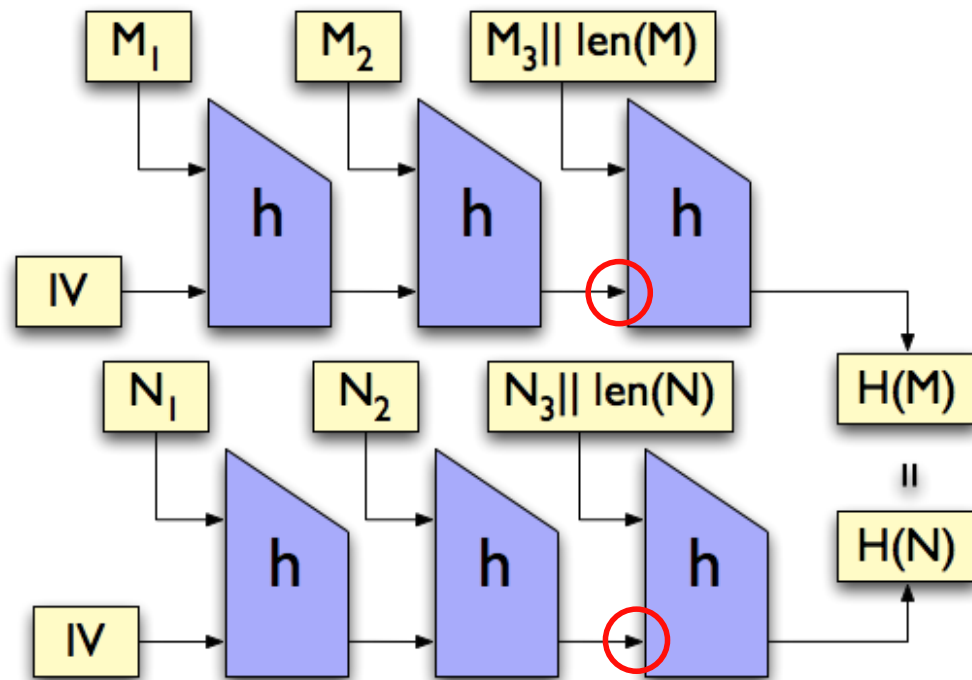 M₁
M₂
M₃|| len(M)
h
h
h
IV
H(M)
=
N₁
N₂
N₃|| len(N)
h
h
h
IV
H(N)